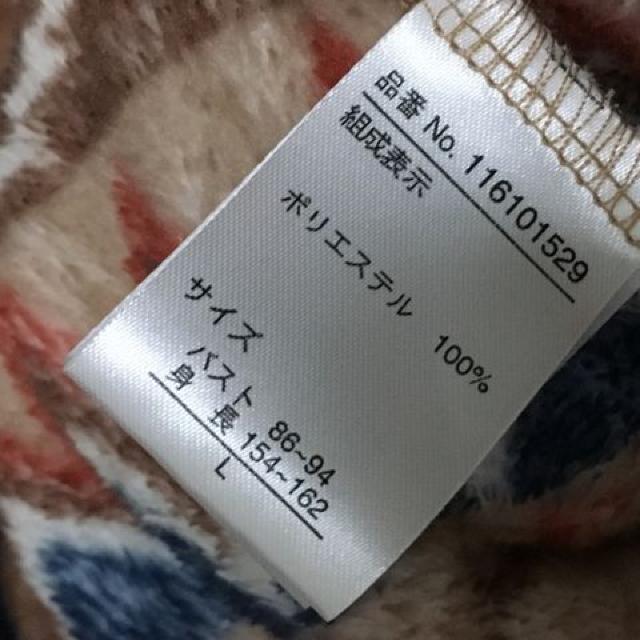 品番 No. 116101529
組成表示
ポリエステル 100%
サイズ
バスト 86~94
身長 154~162
L